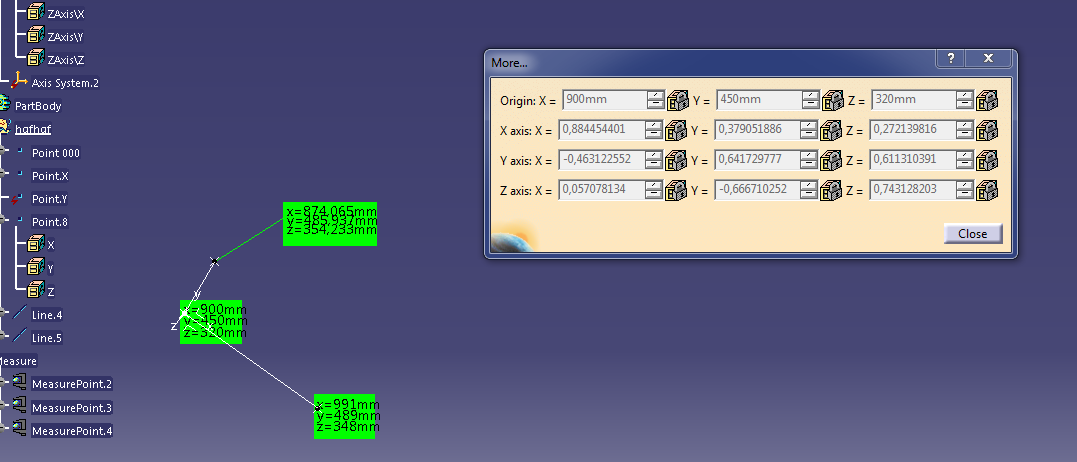 ZAxis\X
ZAxis\Y
ZAxis\Z
Axis System.2
PartBody
hafhaf
Point 000
Point.X
Point.Y
Point.8
X
Y
Z
Line.4
Line.5
Measure
MeasurePoint.2
MeasurePoint.3
MeasurePoint.4
x=874,065mm
y=485,937mm
z=354,233mm
y
x=900mm
y=450mm
z=320mm
z
x
x=991mm
y=489mm
z=348mm
More...
?
Origin: X = 900mm Y = 450mm Z = 320mm
X axis: X = 0,884454401 Y = 0,379051886 Z = 0,272139816
Y axis: X = -0,463122552 Y = 0,641729777 Z = 0,611310391
Z axis: X = 0,057078134 Y = -0,666710252 Z = 0,743128203
Close